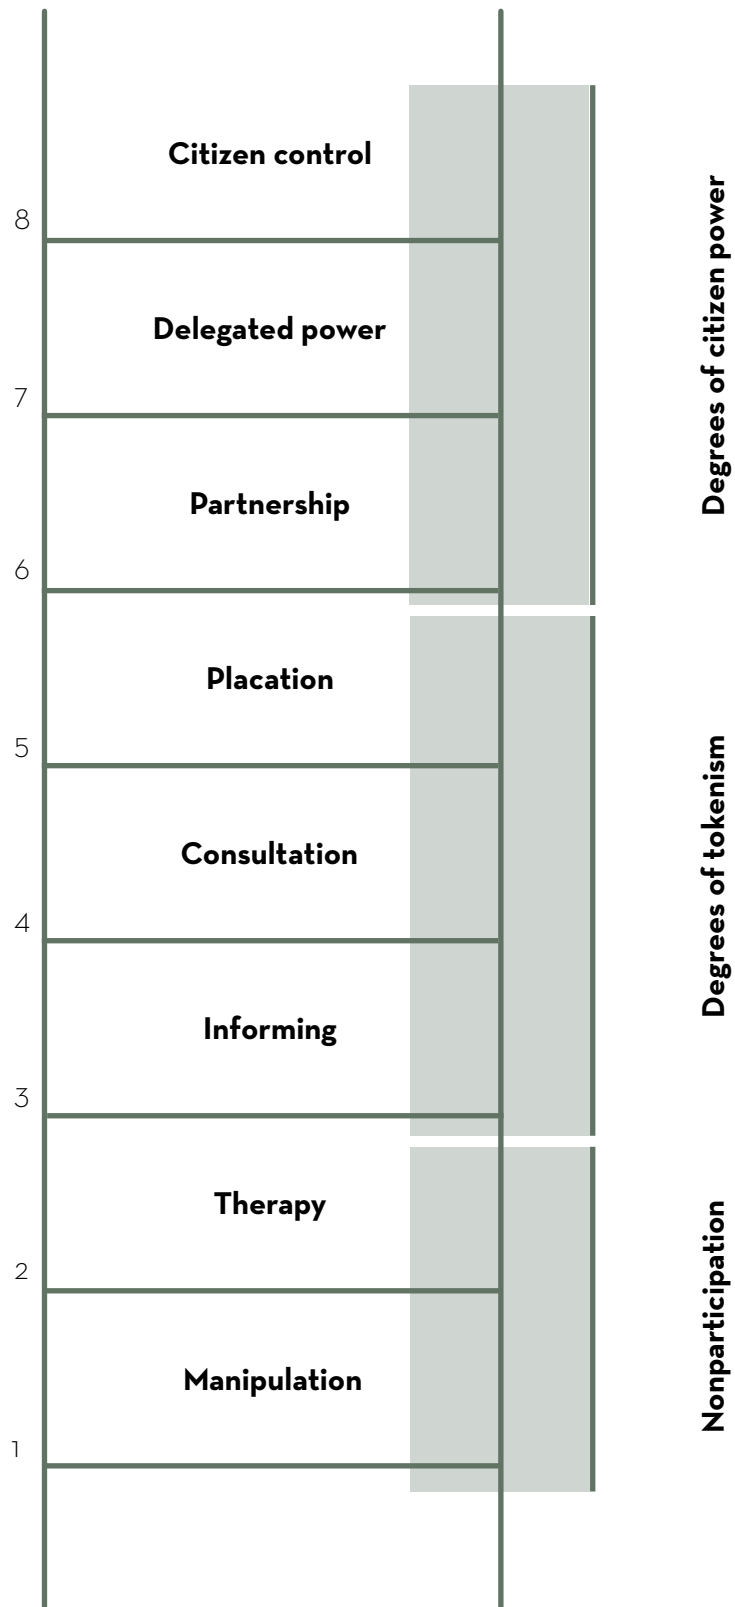 Citizen control
8
Delegated power
7
Partnership
6
Placation
5
Consultation
4
Informing
3
Therapy
2
Manipulation
1
Degrees of citizen power
Degrees of tokenism
Nonparticipation